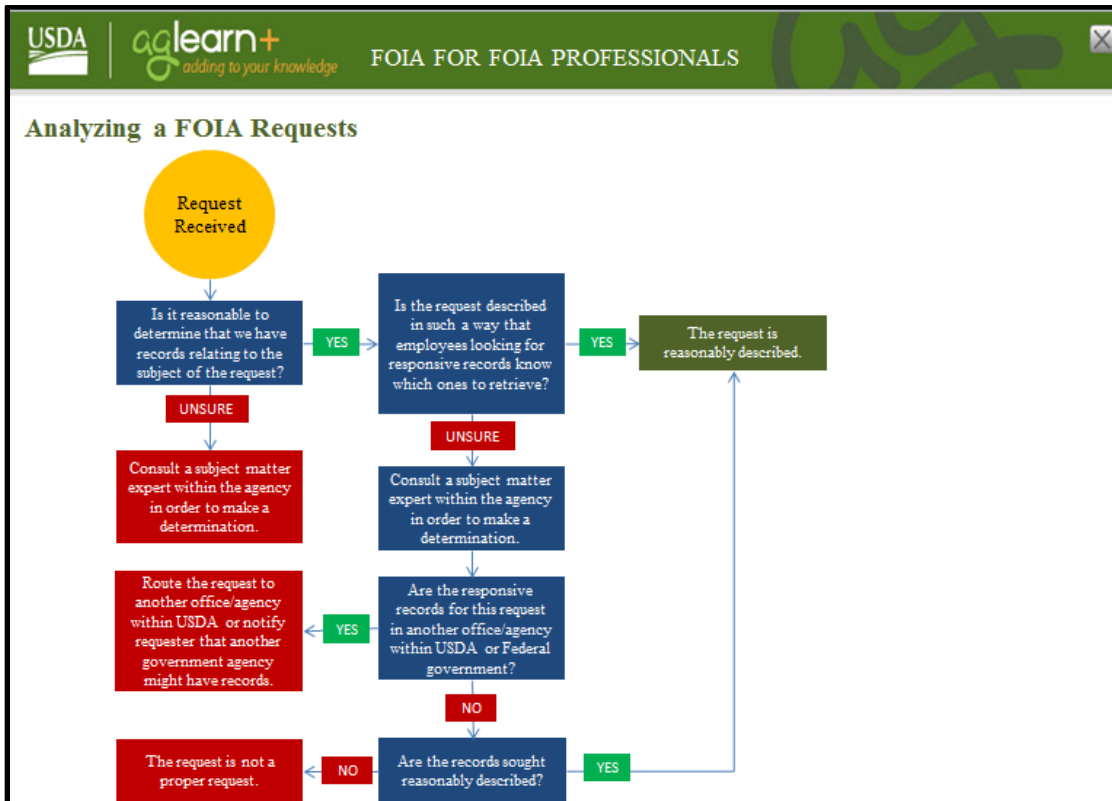 USDA
aglearn+
adding to your knowledge
FOIA FOR FOIA PROFESSIONALS
X
Analyzing a FOIA Requests
Request
Received
Is it reasonable to
determine that we have
records relating to the
subject of the request?
YES
Is the request described
in such a way that
employees looking for
responsive records know
which ones to retrieve?
YES
The request is
reasonably described.
UNSURE
UNSURE
Consult a subject matter
expert within the agency
in order to make a
determination.
Consult a subject matter
expert within the agency
in order to make a
determination.
Route the request to
another office/agency
within USDA or notify
requester that another
government agency
might have records.
YES
Are the responsive
records for this request
in another office/agency
within USDA or Federal
government?
NO
The request is not a
proper request.
NO
Are the records sought
reasonably described?
YES